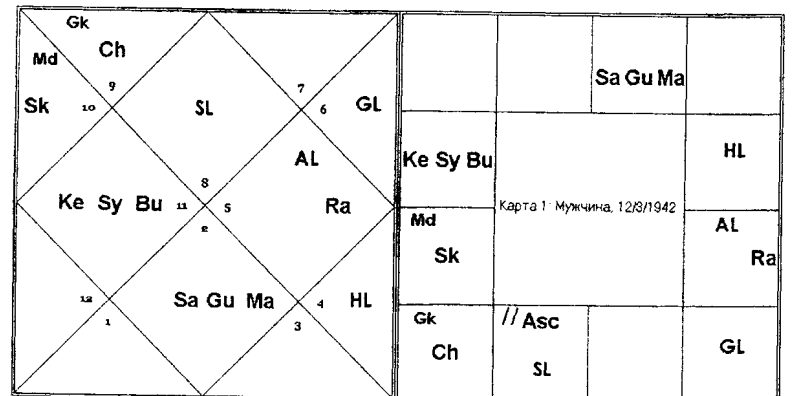 Gk
Ch
Md
9
7
Sk
10
SL
6
GL
8
AL
Ke Sy Bu
11
5
Ra
2
12
Sa Gu Ma
4
HL
1
3
Sa Gu Ma
Ke Sy Bu
HL
Карта 1: Мужчина, 12/3/1942
Md
Sk
AL
Ra
Gk
Ch
// Asc
SL
GL